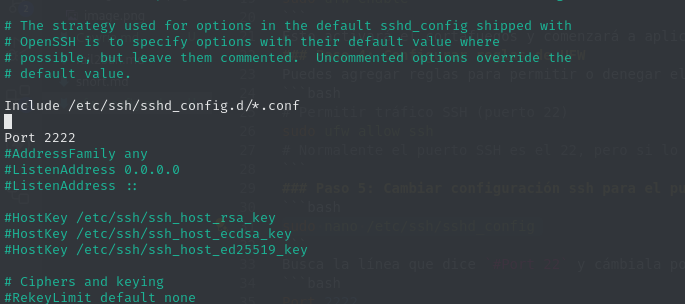 # The strategy used for options in the default sshd_config shipped with
# OpenSSH is to specify options with their default value where
# possible, but leave them commented.  Uncommented options override the
# default value.
Include /etc/ssh/sshd_config.d/*.conf
Port 2222
#AddressFamily any
#ListenAddress 0.0.0.0
#ListenAddress ::
#HostKey /etc/ssh/ssh_host_rsa_key
#HostKey /etc/ssh/ssh_host_ecdsa_key
#HostKey /etc/ssh/ssh_host_ed25519_key
# Ciphers and keying
#RekeyLimit default none